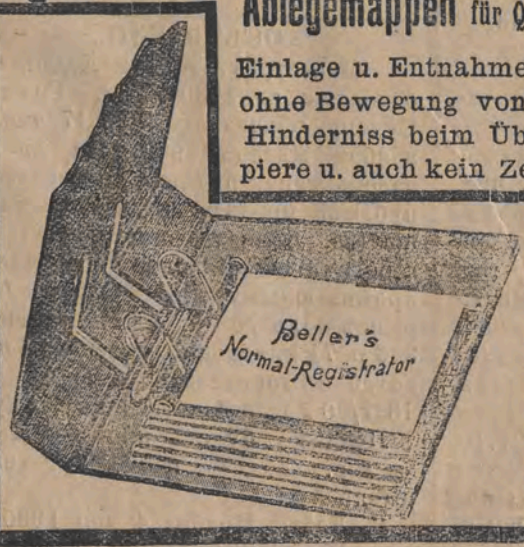 Ablegemappen für
Einlage u. Entnahme
ohne Bewegung von
Hinderniss beim Üb
piere u. auch kein Ze
Beller's
Normal-Registrator